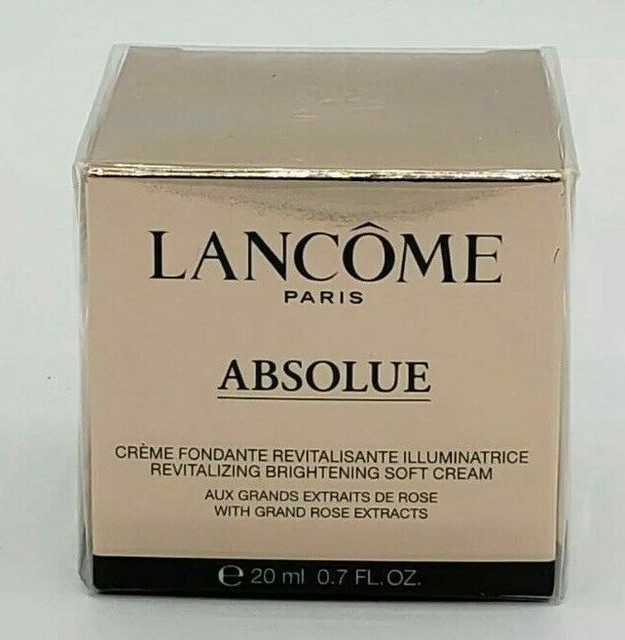 LANCÔME
PARIS
ABSOLUE
CRÈME FONDANTE REVITALISANTE ILLUMINATRICE
REVITALIZING BRIGHTENING SOFT CREAM
AUX GRANDS EXTRAITS DE ROSE
WITH GRAND ROSE EXTRACTS
℮ 20 ml 0.7 FL.OZ.